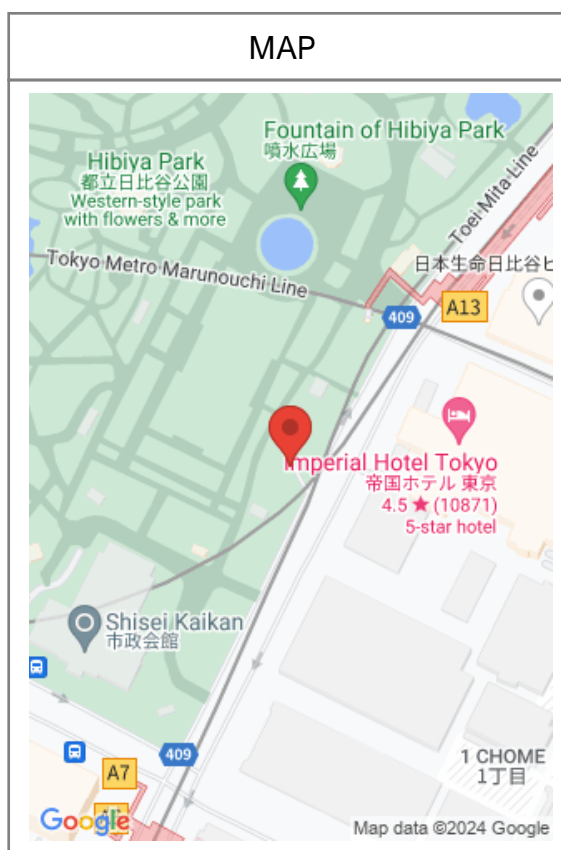 MAP
Fountain of Hibiya Park
噴水広場
Hibiya Park
都立日比谷公園
Western-style park
with flowers & more
Toei Mita Line
Tokyo Metro Marunouchi Line
日本生命日比谷ビ
A13
409
Imperial Hotel Tokyo
帝国ホテル 東京
4.5★(10871)
5-star hotel
Shisei Kaikan
市政会館
409
A7
1 CHOME
1丁目
Google
Map data ©2024 Google